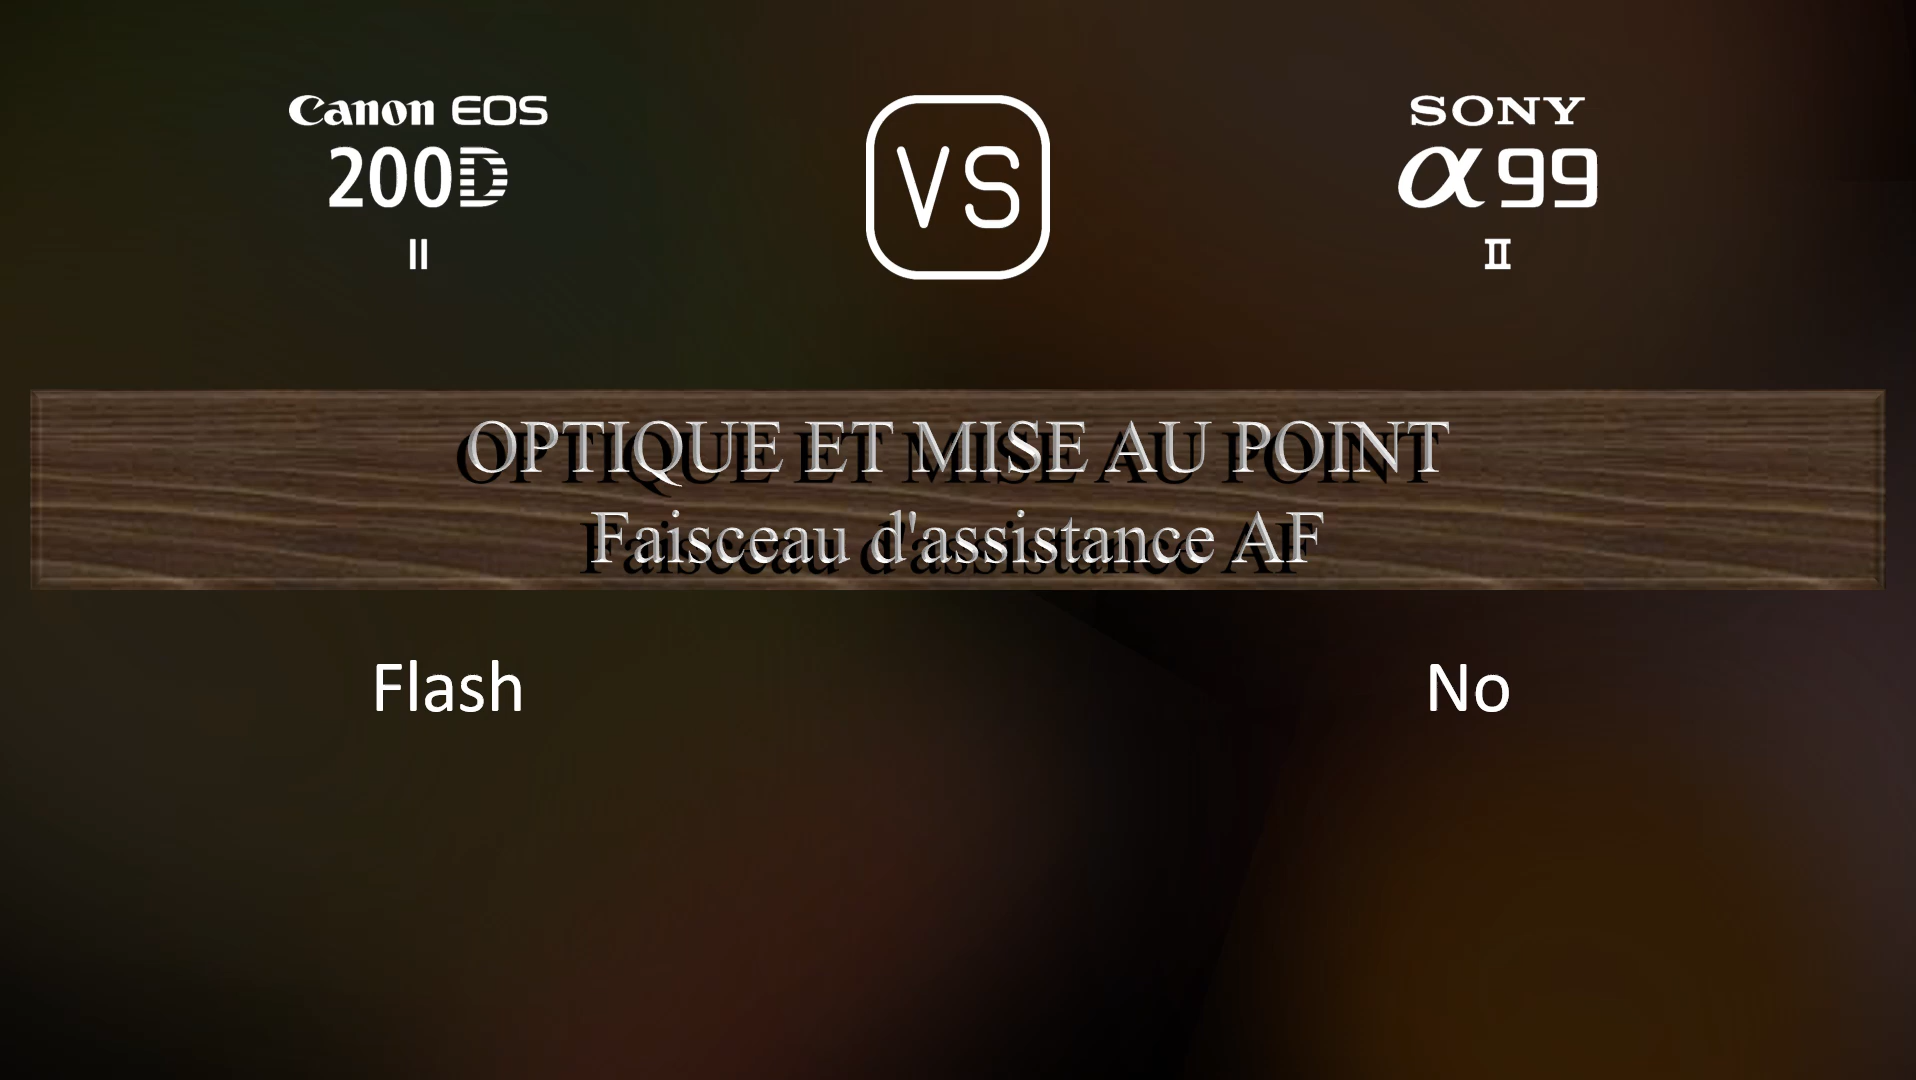 Canon EOS
200D
II
VS
SONY
α99
II
OPTIQUE ET MISE AU POINT
Faisceau d'assistance AF
Flash
No